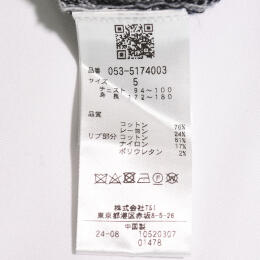 品番 053-5174003
サイズ 5
チェスト 94～100
身長 172～180
品質
コットン 76%
レーヨン 24%
リブ部分 コットン 81%
ナイロン 17%
ポリウレタン 2%
株式会社TSI
東京都港区赤坂8-5-26
中国製
24-08 10520307
01478